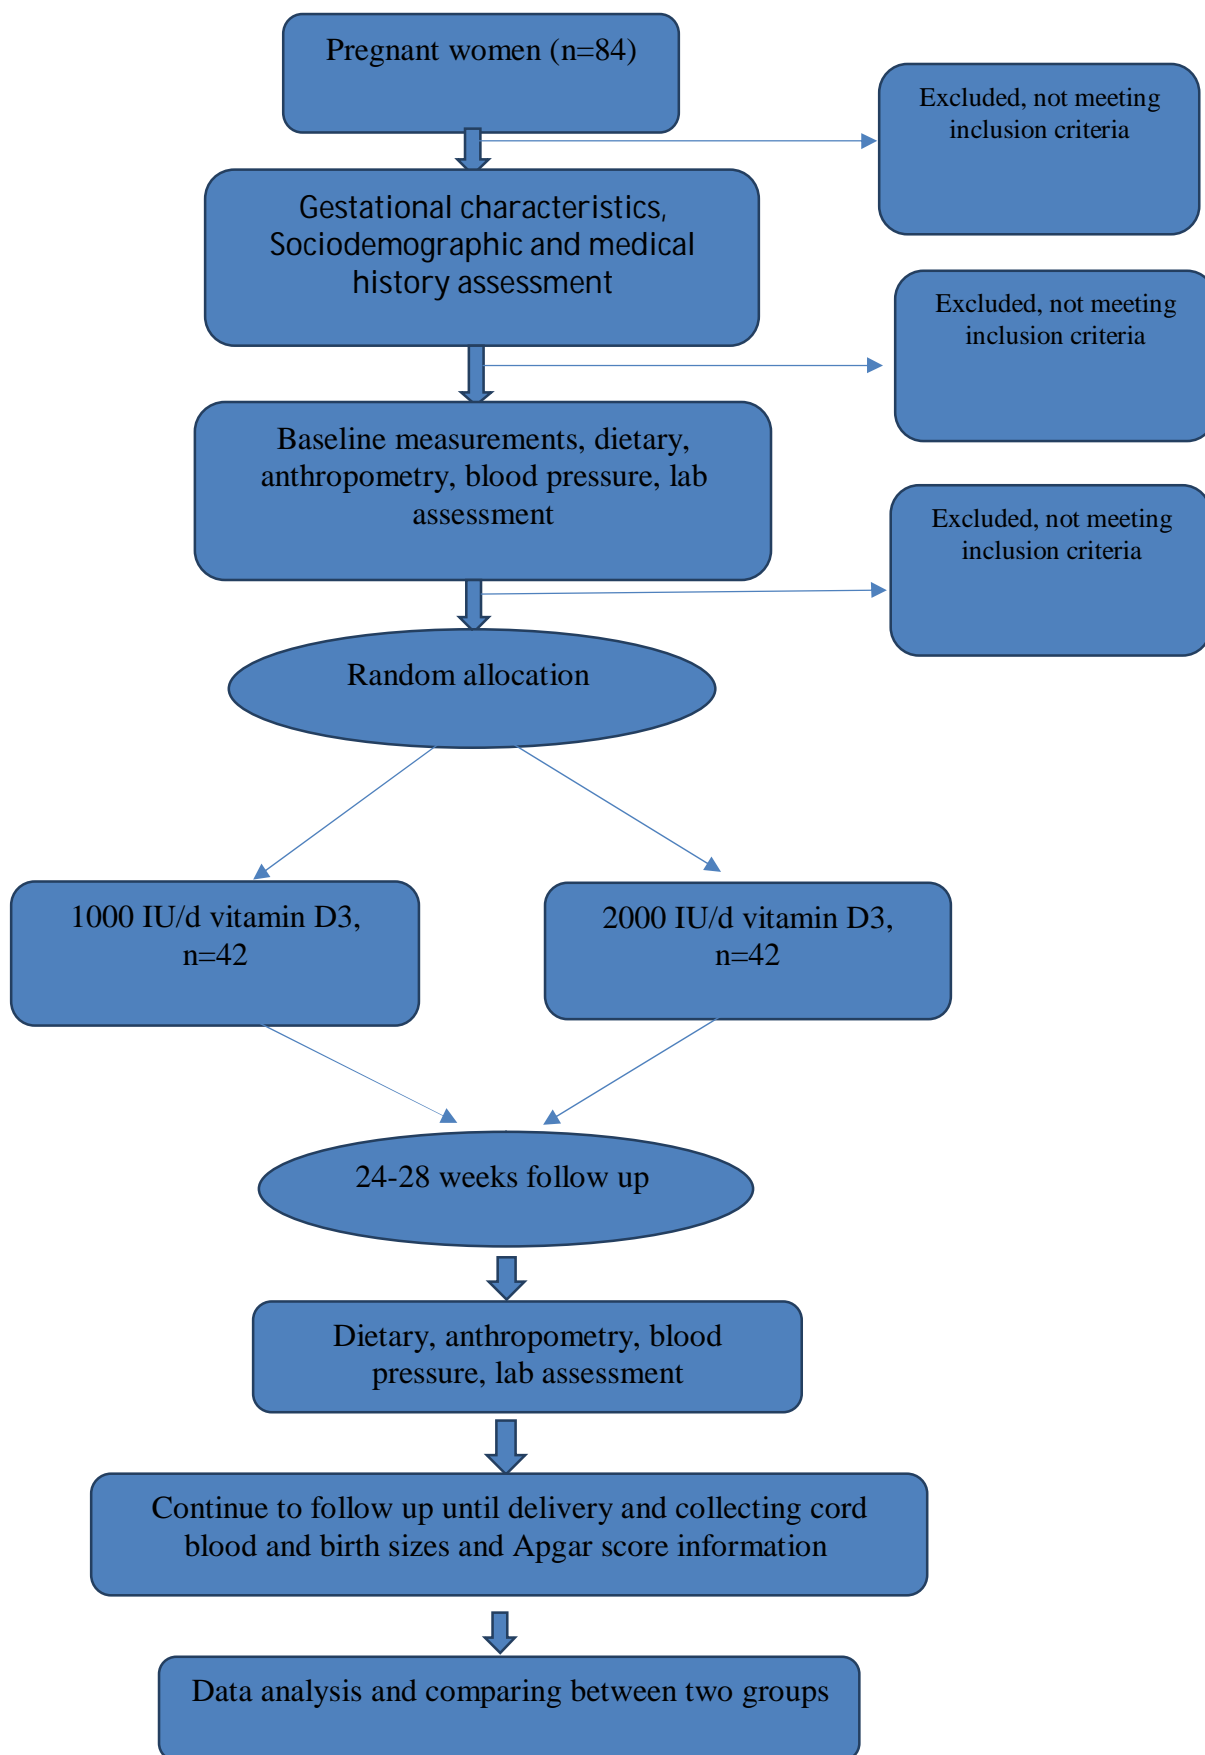 Pregnant women (n=84)
Excluded, not meeting
inclusion criteria
Gestational characteristics,
Sociodemographic and medical
history assessment
Excluded, not meeting
inclusion criteria
Baseline measurements, dietary,
anthropometry, blood pressure, lab
assessment
Excluded, not meeting
inclusion criteria
Random allocation
1000 IU/d vitamin D3,
n=42
2000 IU/d vitamin D3,
n=42
24-28 weeks follow up
Dietary, anthropometry, blood
pressure, lab assessment
Continue to follow up until delivery and collecting cord
blood and birth sizes and Apgar score information
Data analysis and comparing between two groups